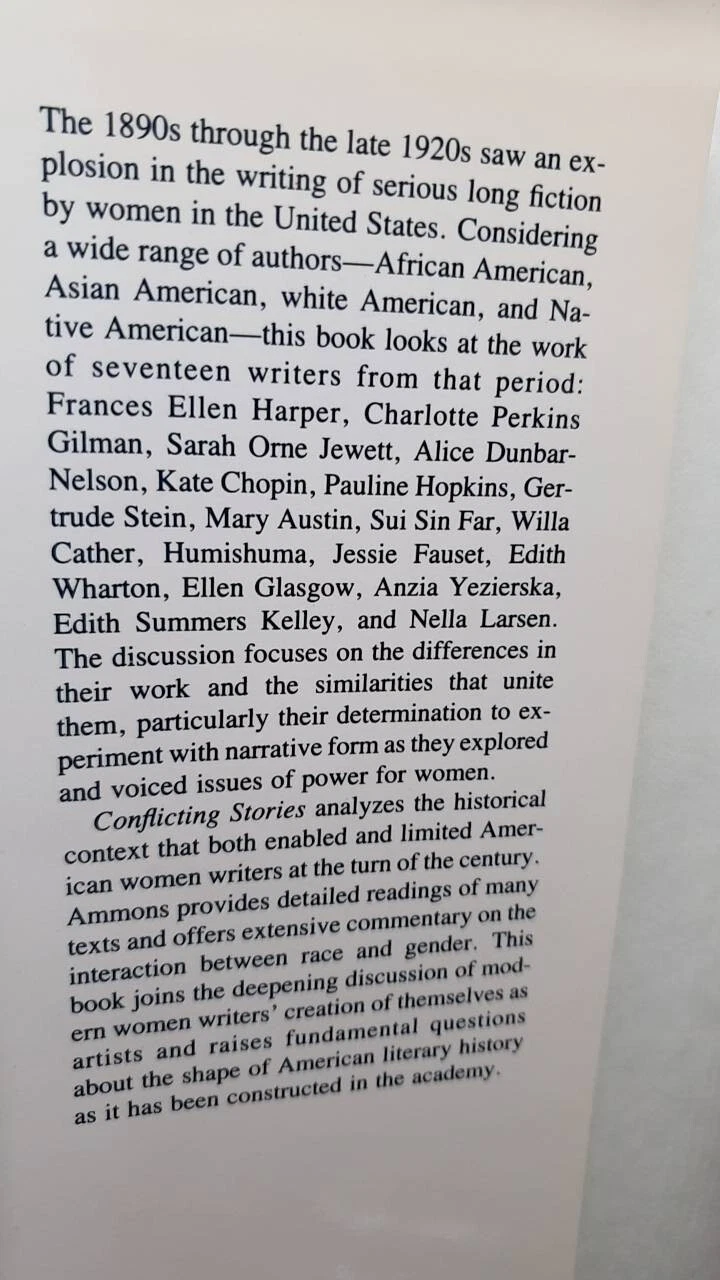 The 1890s through the late 1920s saw an ex-
plosion in the writing of serious long fiction
by women in the United States. Considering
a wide range of authors—African American,
Asian American, white American, and Na-
tive American—this book looks at the work
of seventeen writers from that period:
Frances Ellen Harper, Charlotte Perkins
Gilman, Sarah Orne Jewett, Alice Dunbar-
Nelson, Kate Chopin, Pauline Hopkins, Ger-
trude Stein, Mary Austin, Sui Sin Far, Willa
Cather, Humishuma, Jessie Fauset, Edith
Wharton, Ellen Glasgow, Anzia Yezierska,
Edith Summers Kelley, and Nella Larsen.
The discussion focuses on the differences in
their work and the similarities that unite
them, particularly their determination to ex-
periment with narrative form as they explored
and voiced issues of power for women.
Conflicting Stories analyzes the historical
context that both enabled and limited Amer-
ican women writers at the turn of the century.
Ammons provides detailed readings of many
texts and offers extensive commentary on the
interaction between race and gender. This
book joins the deepening discussion of mod-
ern women writers' creation of themselves as
artists and raises fundamental questions
about the shape of American literary history
as it has been constructed in the academy.